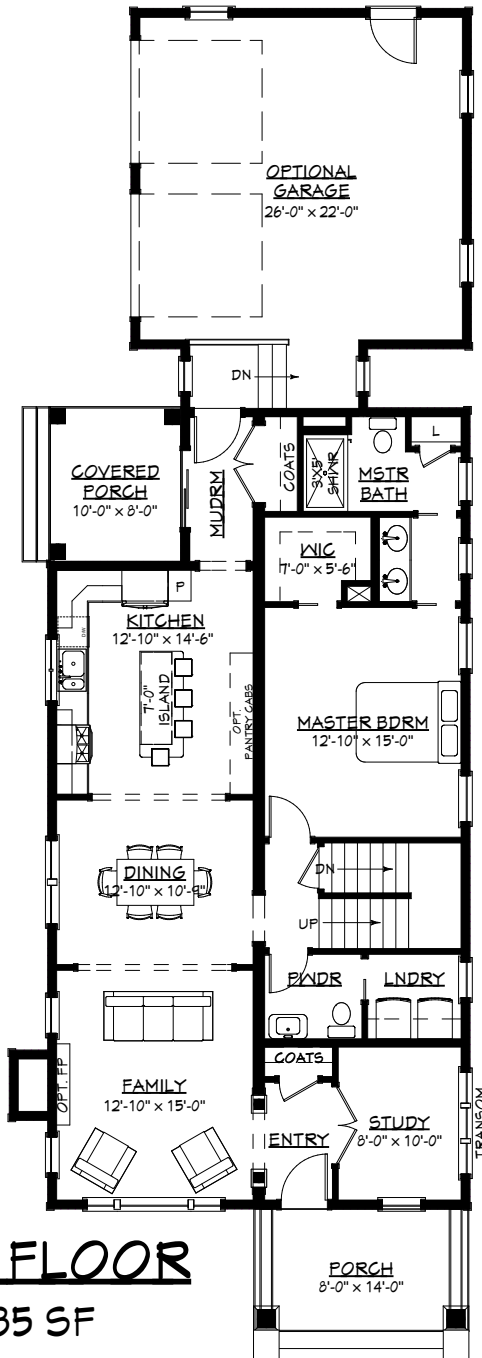 OPTIONAL
GARAGE
26'-0" x 22'-0"
DN
COVERED
PORCH
10'-0" x 8'-0"
MUDRM
COATS
3'X5'
SHWR
MSTR
BATH
L
WIC
7'-0" x 5'-6"
P
KITCHEN
12'-10" x 14'-6"
DW
7'-0"
ISLAND
OPT.
PANTRY CABS
MASTER BDRM
12'-10" x 15'-0"
DINING
12'-10" x 10'-9"
DN
UP
PWDR
LNDRY
COATS
OPT. FP
FAMILY
12'-10" x 15'-0"
ENTRY
STUDY
8'-0" x 10'-0"
TRANSOM
FLOOR
35 SF
PORCH
8'-0" x 14'-0"